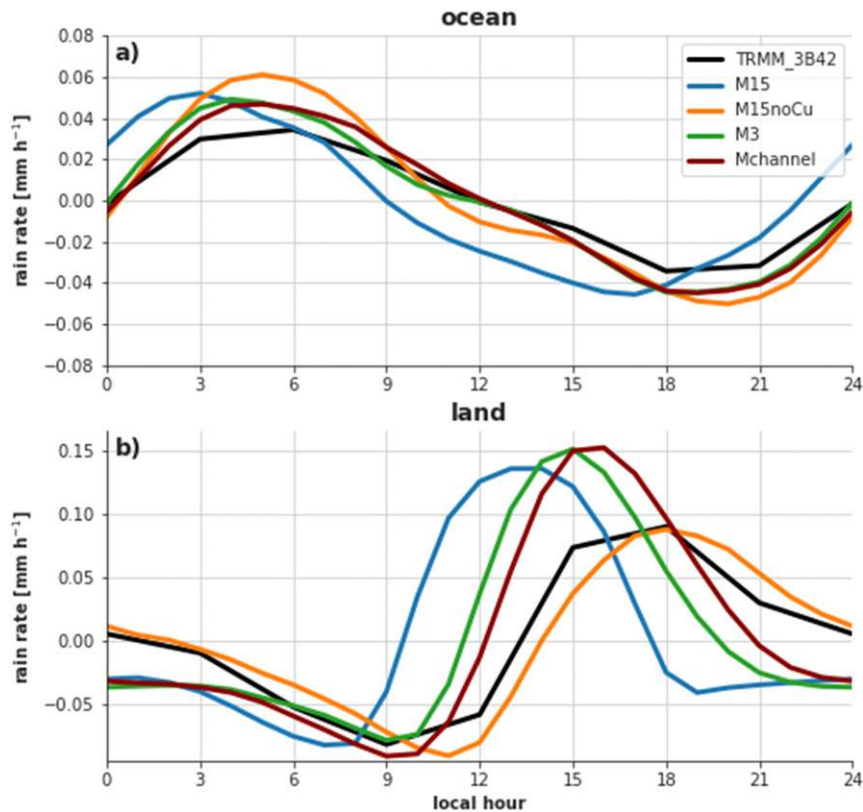 ocean
a)
TRMM_3B42
M15
M15noCu
M3
Mchannel
rain rate [mm h⁻¹]
0.08
0.06
0.04
0.02
0.00
−0.02
−0.04
−0.06
−0.08
0 3 6 9 12 15 18 21 24
land
b)
rain rate [mm h⁻¹]
0.15
0.10
0.05
0.00
−0.05
0 3 6 9 12 15 18 21 24
local hour